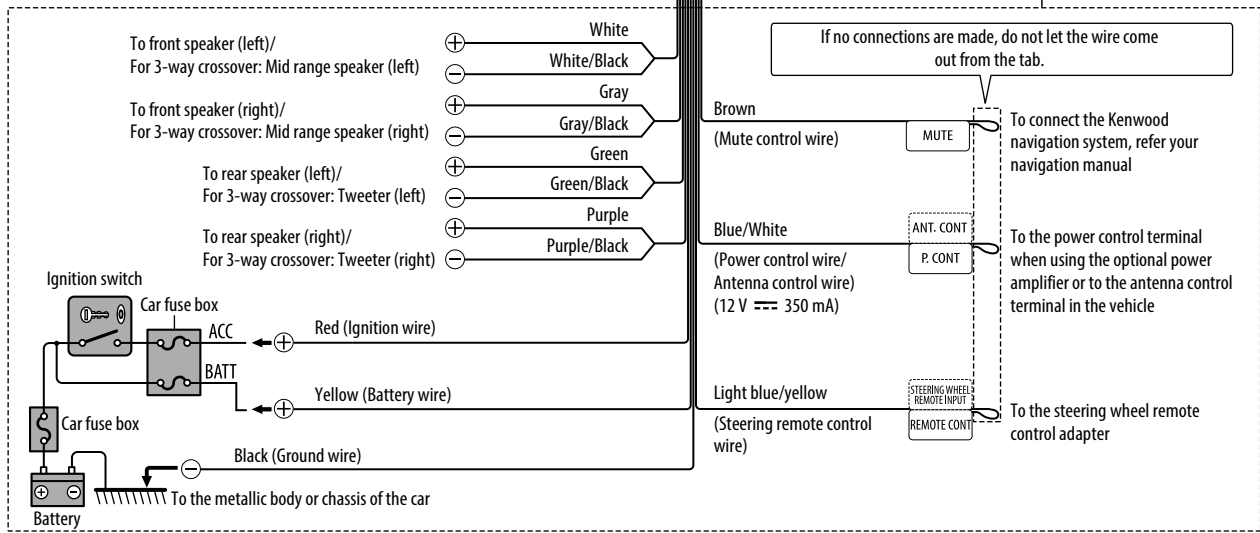 To front speaker (left)/
For 3-way crossover: Mid range speaker (left)
White
White/Black
To front speaker (right)/
For 3-way crossover: Mid range speaker (right)
Gray
Gray/Black
To rear speaker (left)/
For 3-way crossover: Tweeter (left)
Green
Green/Black
To rear speaker (right)/
For 3-way crossover: Tweeter (right)
Purple
Purple/Black
Ignition switch
Car fuse box
ACC
Red (Ignition wire)
BATT
Yellow (Battery wire)
Car fuse box
Black (Ground wire)
To the metallic body or chassis of the car
Battery
If no connections are made, do not let the wire come
out from the tab.
Brown
(Mute control wire)
MUTE
To connect the Kenwood
navigation system, refer your
navigation manual
Blue/White
(Power control wire/
Antenna control wire)
(12 V ⎓ 350 mA)
ANT. CONT
P. CONT
To the power control terminal
when using the optional power
amplifier or to the antenna control
terminal in the vehicle
Light blue/yellow
(Steering remote control
wire)
STEERING WHEEL
REMOTE INPUT
REMOTE CONT
To the steering wheel remote
control adapter